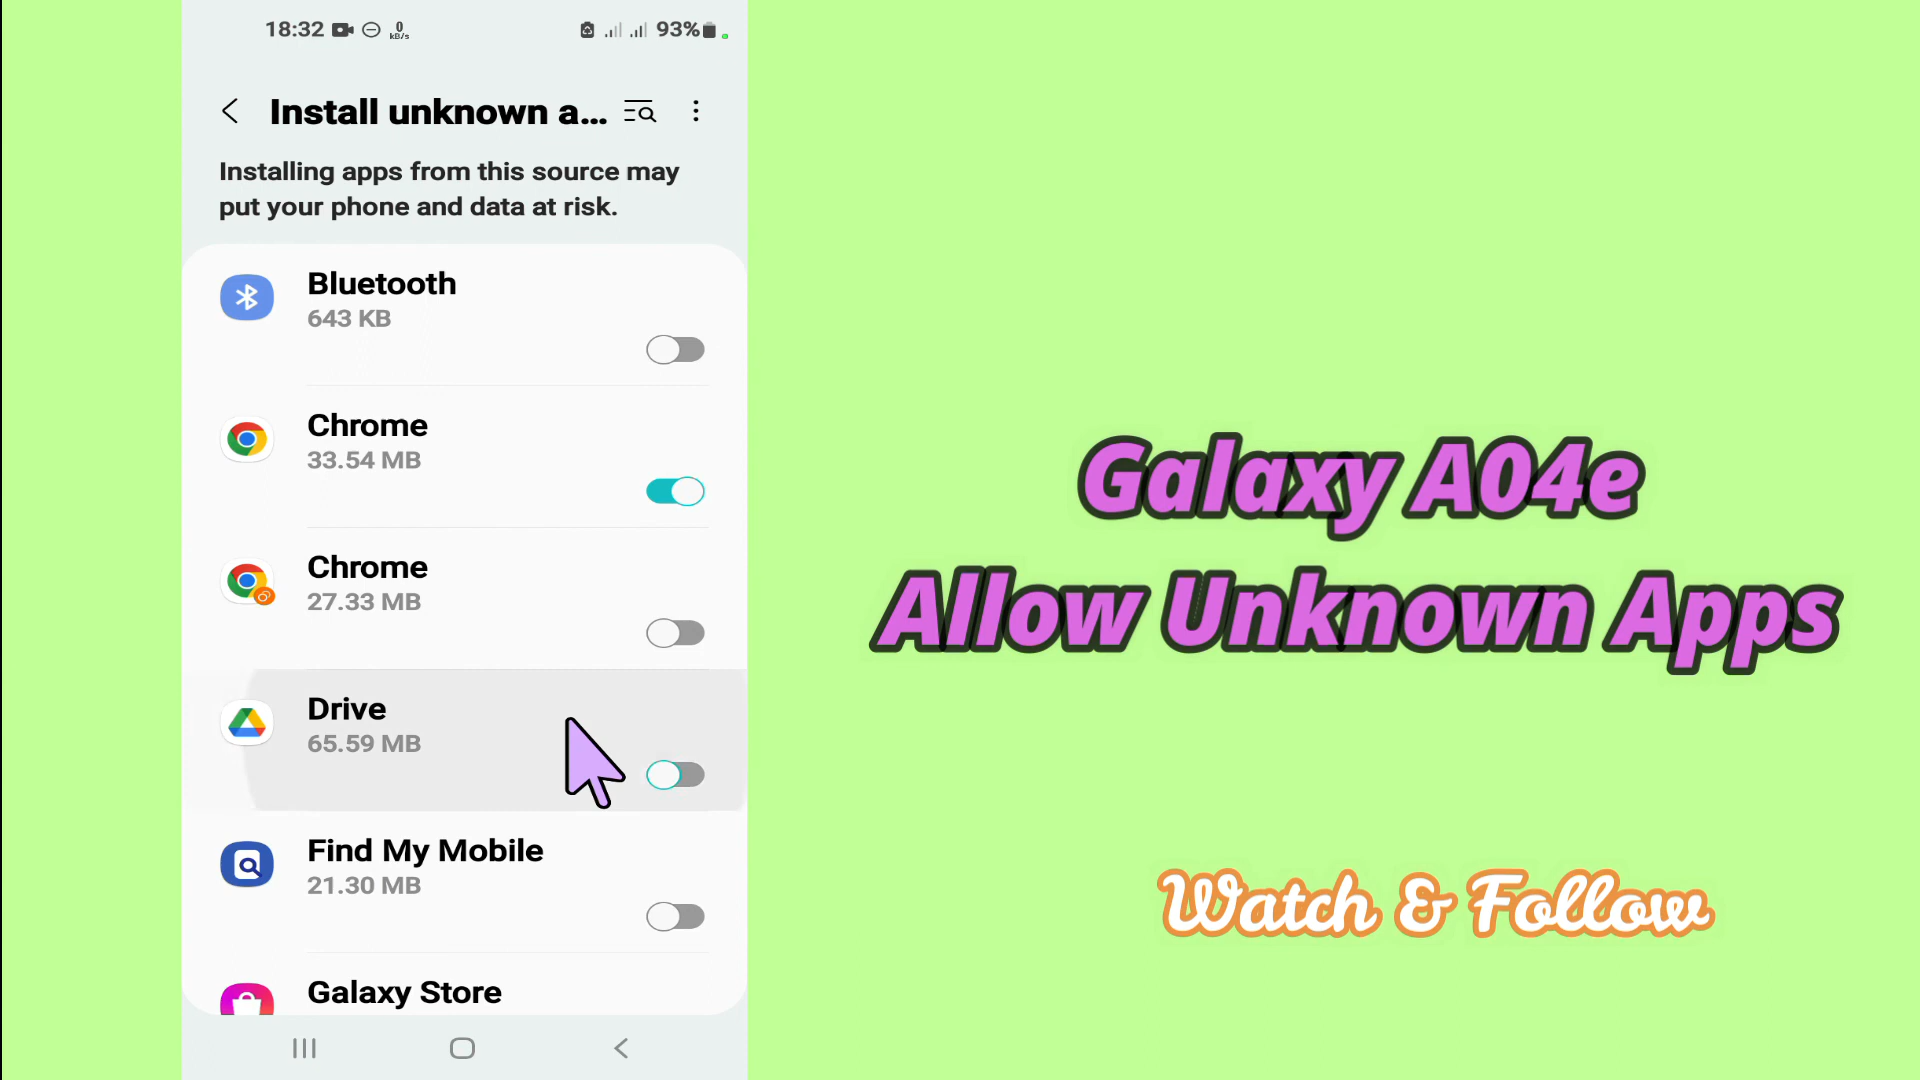 18:32 0 kB/s 93%
Install unknown a...
Installing apps from this source may
put your phone and data at risk.
Bluetooth
643 KB
Chrome
33.54 MB
Chrome
27.33 MB
Drive
65.59 MB
Find My Mobile
21.30 MB
Galaxy Store
Galaxy A04e
Allow Unknown Apps
Watch & Follow